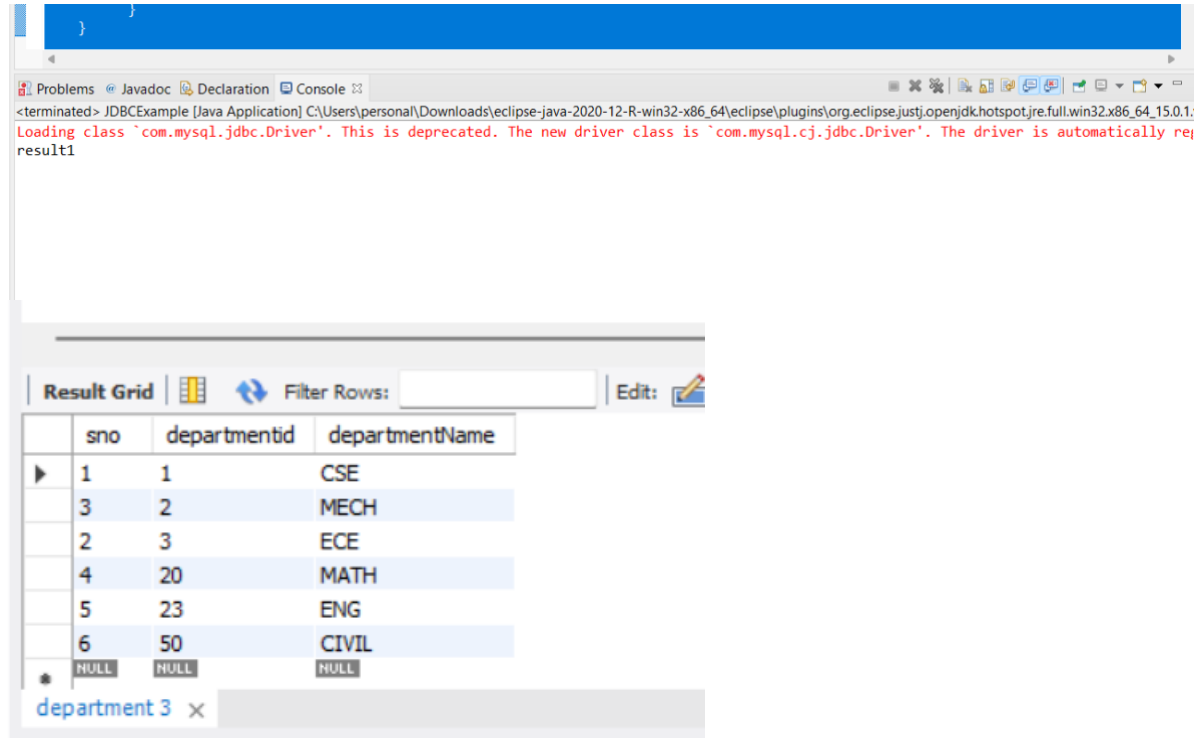 }
}
Problems @ Javadoc Declaration Console
<terminated> JDBCExample [Java Application] C:\Users\personal\Downloads\eclipse-java-2020-12-R-win32-x86_64\eclipse\plugins\org.eclipse.justj.openjdk.hotspot.jre.full.win32.x86_64_15.0.1.
Loading class `com.mysql.jdbc.Driver'. This is deprecated. The new driver class is `com.mysql.cj.jdbc.Driver'. The driver is automatically reg
result1
Result Grid Filter Rows: Edit:
sno departmentid departmentName
1 1 CSE
3 2 MECH
2 3 ECE
4 20 MATH
5 23 ENG
6 50 CIVIL
NULL NULL NULL
department 3